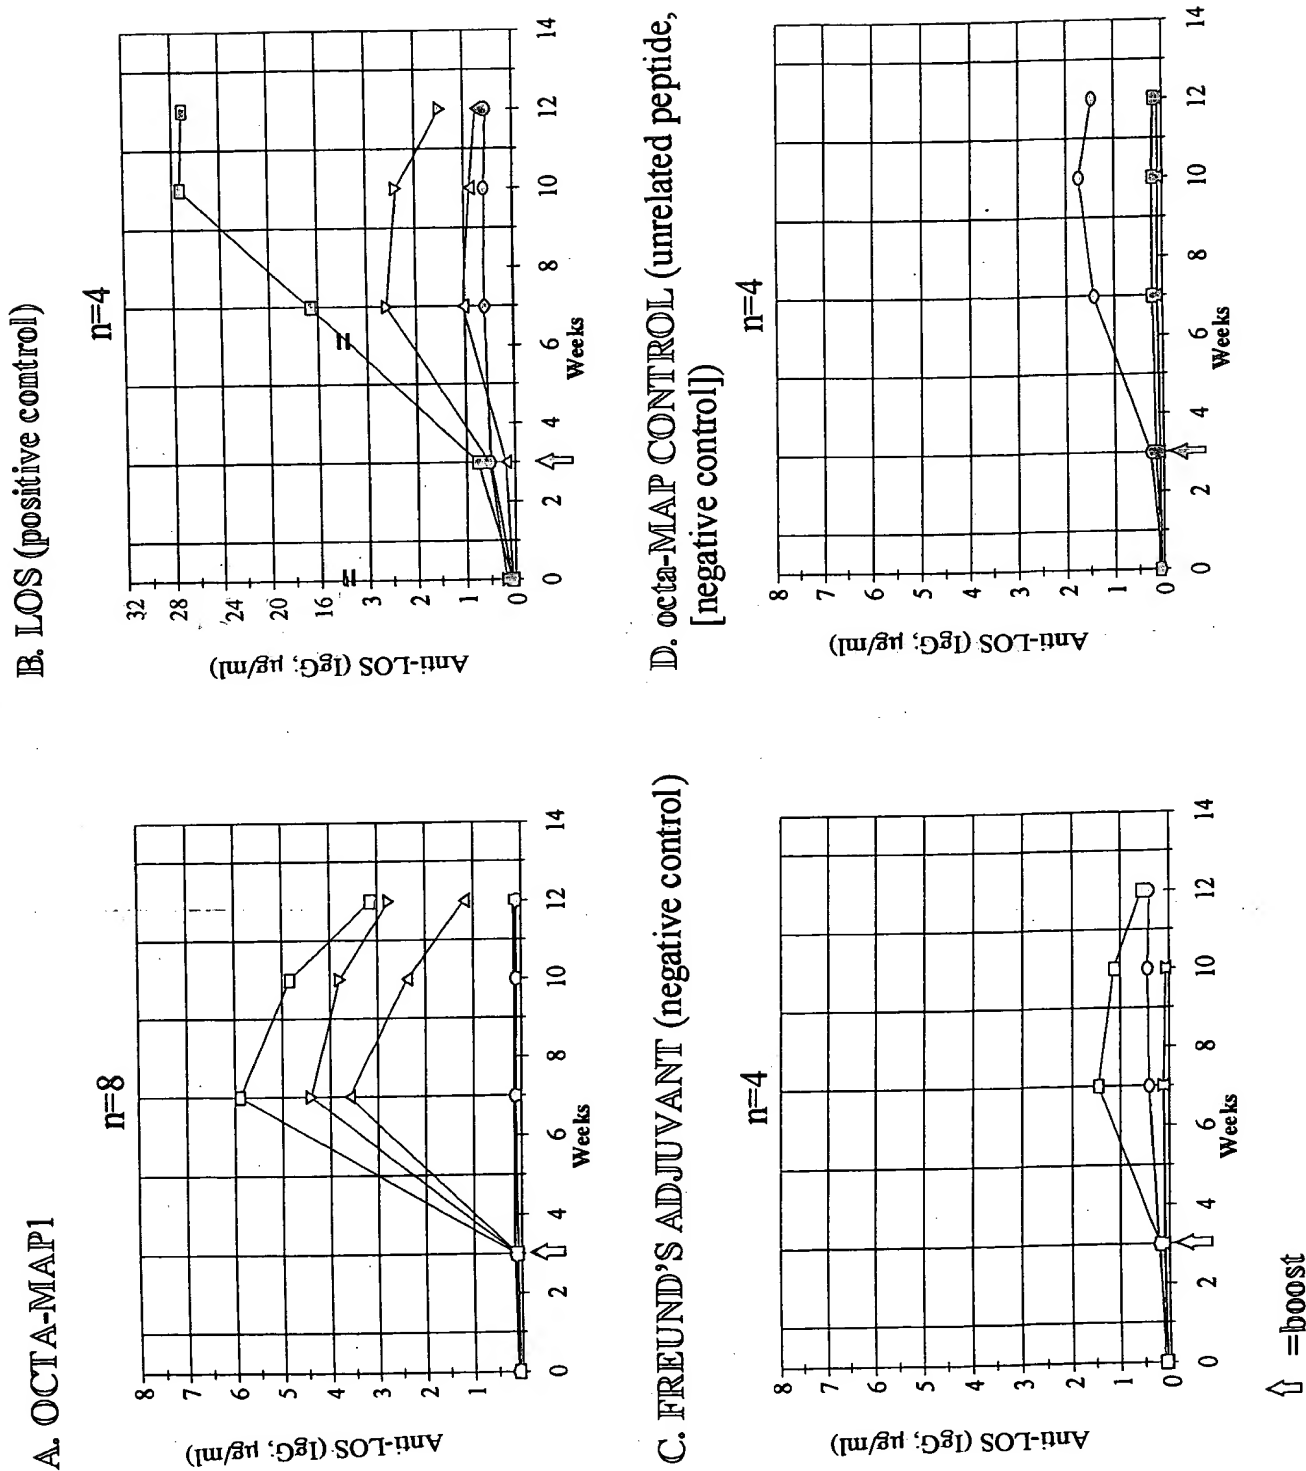 A. OCTA-MAP1
n=8
Anti-LOS (IgG; µg/ml)
8
7
6
5
4
3
2
1
0 2 4 6 8 10 12 14
Weeks
B. LOS (positive control)
n=4
Anti-LOS (IgG; µg/ml)
32
28
24
20
16
3
2
1
0
0 2 4 6 8 10 12 14
Weeks
C. FREUND'S ADJUVANT (negative control)
n=4
Anti-LOS (IgG; µg/ml)
8
7
6
5
4
3
2
1
0
0 2 4 6 8 10 12 14
Weeks
D. octa-MAP CONTROL (unrelated peptide,
[negative control])
n=4
Anti-LOS (IgG; µg/ml)
8
7
6
5
4
3
2
1
0
0 2 4 6 8 10 12 14
Weeks
⇧ =boost